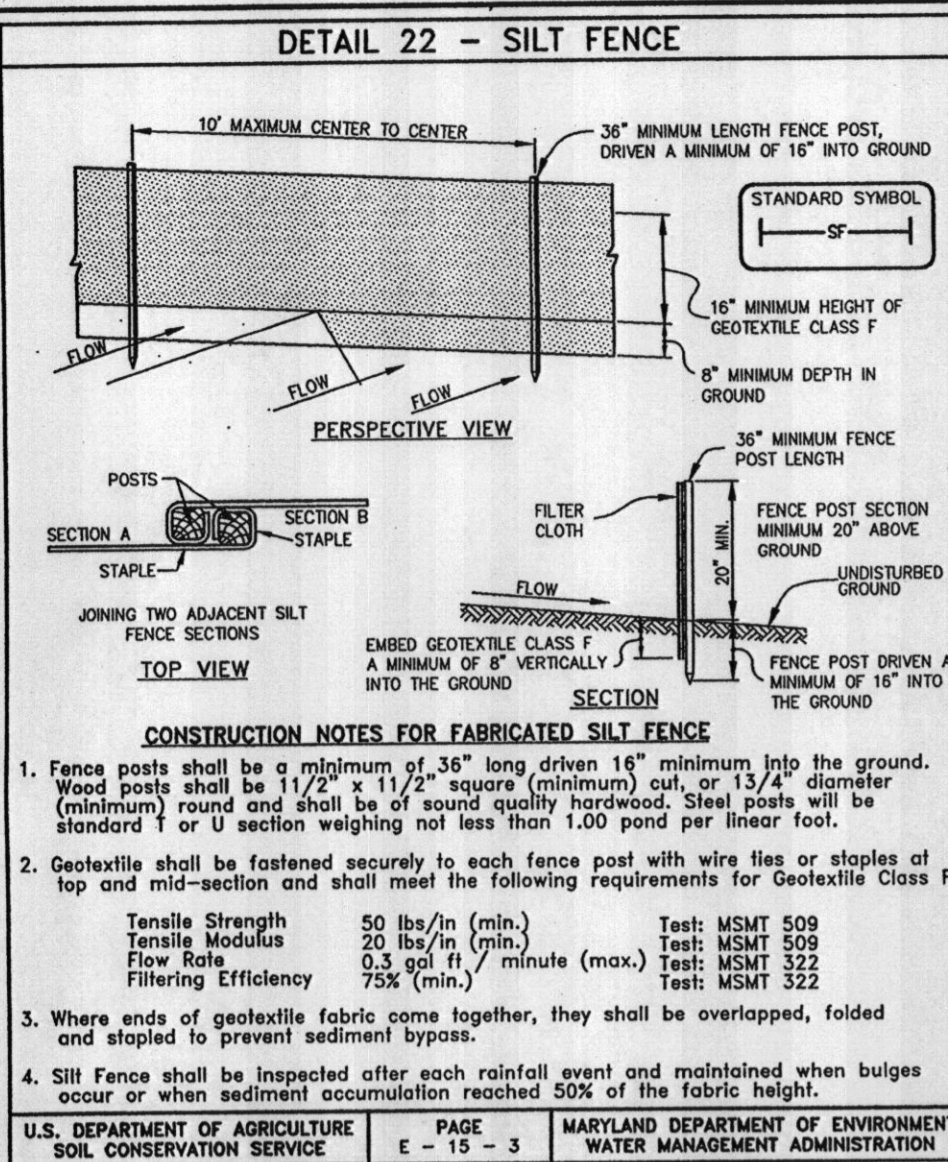 DETAIL 22 - SILT FENCE
10' MAXIMUM CENTER TO CENTER
36" MINIMUM LENGTH FENCE POST,
DRIVEN A MINIMUM OF 16" INTO GROUND
STANDARD SYMBOL
SF
16" MINIMUM HEIGHT OF
GEOTEXTILE CLASS F
8" MINIMUM DEPTH IN
GROUND
FLOW
FLOW
FLOW
PERSPECTIVE VIEW
POSTS
SECTION A
SECTION B
STAPLE
STAPLE
JOINING TWO ADJACENT SILT
FENCE SECTIONS
TOP VIEW
36" MINIMUM FENCE
POST LENGTH
FILTER
CLOTH
20" MIN.
FENCE POST SECTION
MINIMUM 20" ABOVE
GROUND
UNDISTURBED
GROUND
FLOW
EMBED GEOTEXTILE CLASS F
A MINIMUM OF 8" VERTICALLY
INTO THE GROUND
FENCE POST DRIVEN A
MINIMUM OF 16" INTO
THE GROUND
SECTION
CONSTRUCTION NOTES FOR FABRICATED SILT FENCE
1. Fence posts shall be a minimum of 36" long driven 16" minimum into the ground.
Wood posts shall be 11/2" x 11/2" square (minimum) cut, or 13/4" diameter
(minimum) round and shall be of sound quality hardwood. Steel posts will be
standard T or U section weighing not less than 1.00 pond per linear foot.
2. Geotextile shall be fastened securely to each fence post with wire ties or staples at
top and mid-section and shall meet the following requirements for Geotextile Class F
Tensile Strength 50 lbs/in (min.) Test: MSMT 509
Tensile Modulus 20 lbs/in (min.) Test: MSMT 509
Flow Rate 0.3 gal ft / minute (max.) Test: MSMT 322
Filtering Efficiency 75% (min.) Test: MSMT 322
3. Where ends of geotextile fabric come together, they shall be overlapped, folded
and stapled to prevent sediment bypass.
4. Silt Fence shall be inspected after each rainfall event and maintained when bulges
occur or when sediment accumulation reached 50% of the fabric height.
U.S. DEPARTMENT OF AGRICULTURE
SOIL CONSERVATION SERVICE
PAGE
E - 15 - 3
MARYLAND DEPARTMENT OF ENVIRONMENT
WATER MANAGEMENT ADMINISTRATION